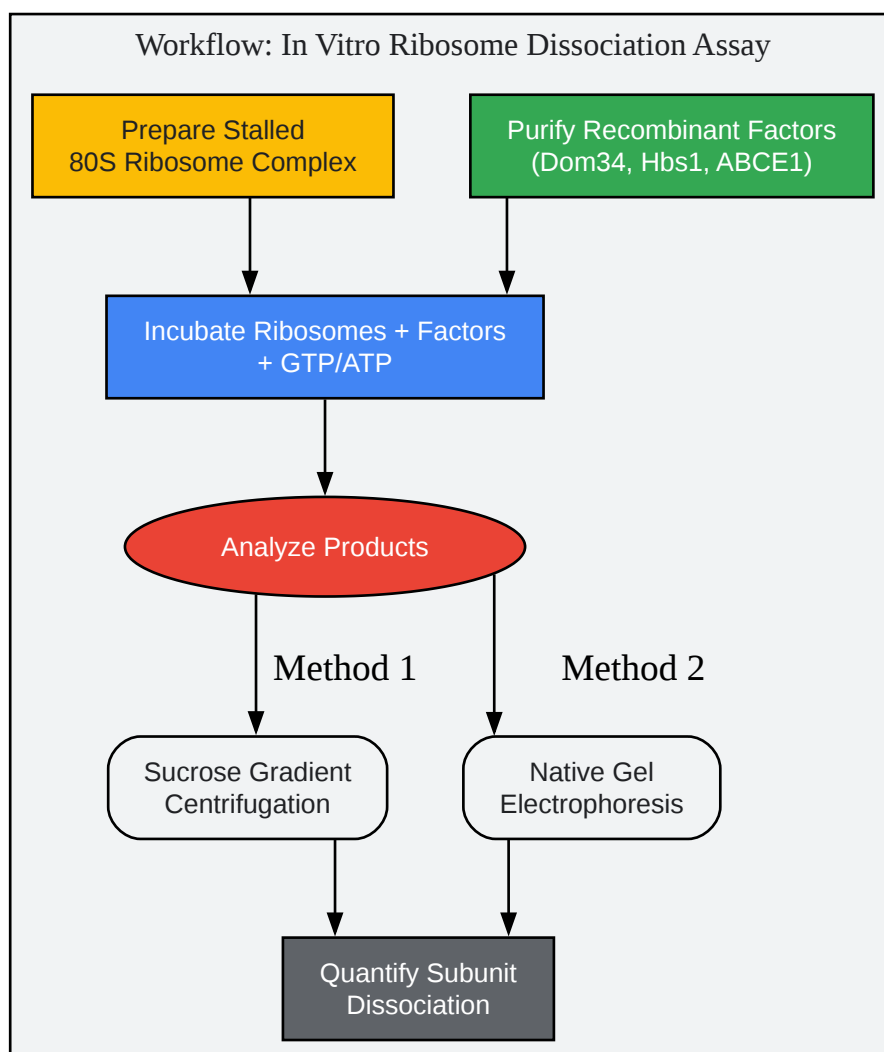 Workflow: In Vitro Ribosome Dissociation Assay
Prepare Stalled
80S Ribosome Complex
Purify Recombinant Factors
(Dom34, Hbs1, ABCE1)
Incubate Ribosomes + Factors
+ GTP/ATP
Analyze Products
Method 1
Method 2
Sucrose Gradient
Centrifugation
Native Gel
Electrophoresis
Quantify Subunit
Dissociation